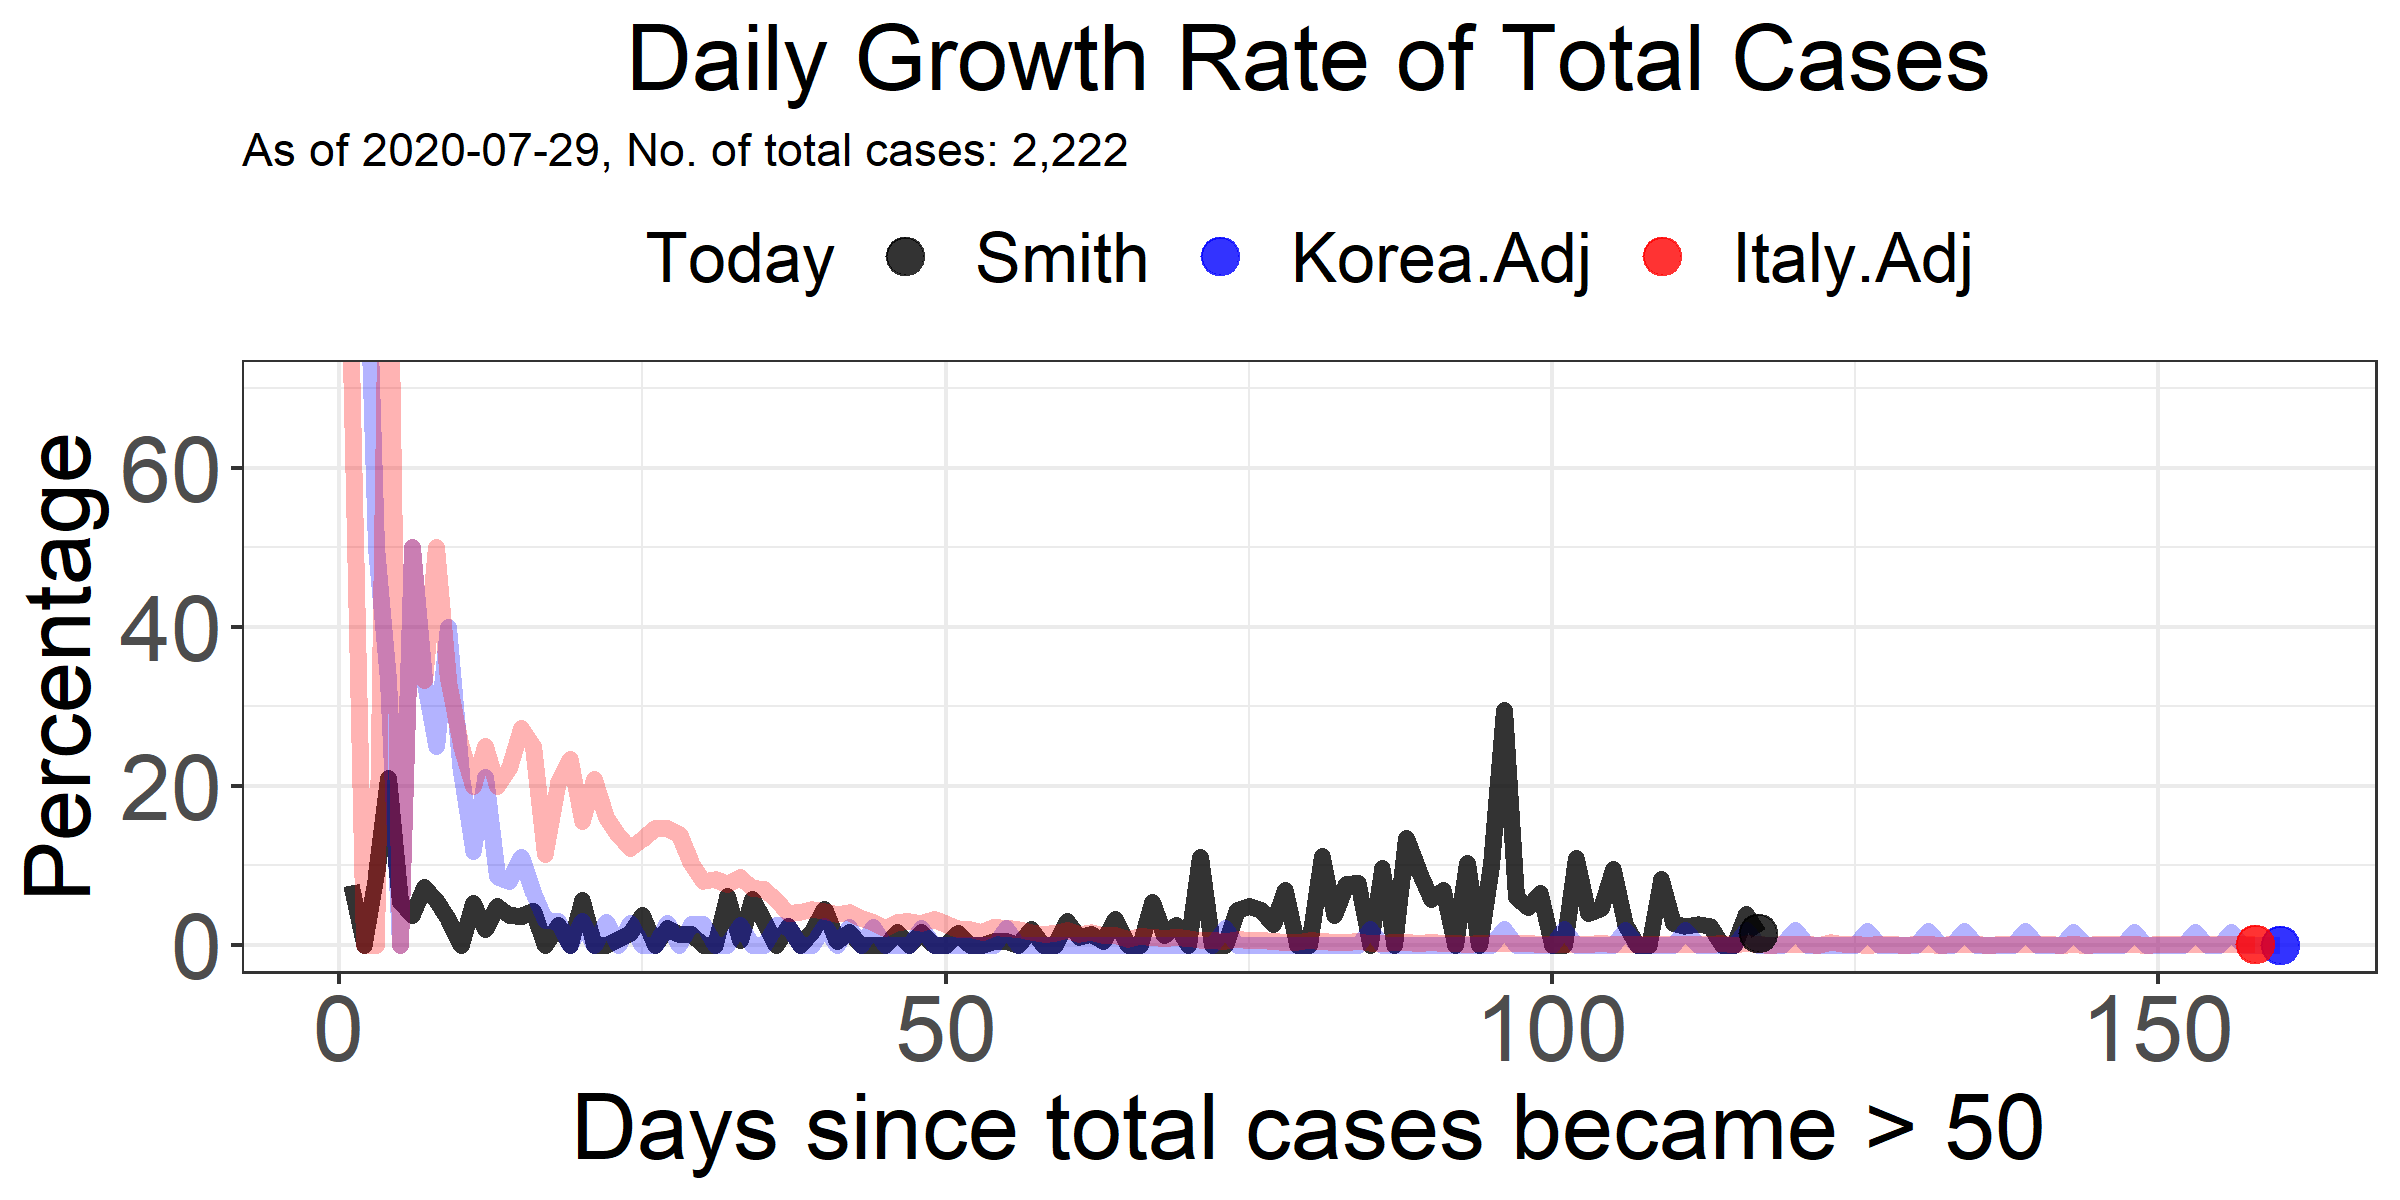 Daily Growth Rate of Total Cases
As of 2020-07-29, No. of total cases: 2,222
Today Smith Korea.Adj Italy.Adj
Percentage
60
40
20
0
0 50 100 150
Days since total cases became > 50